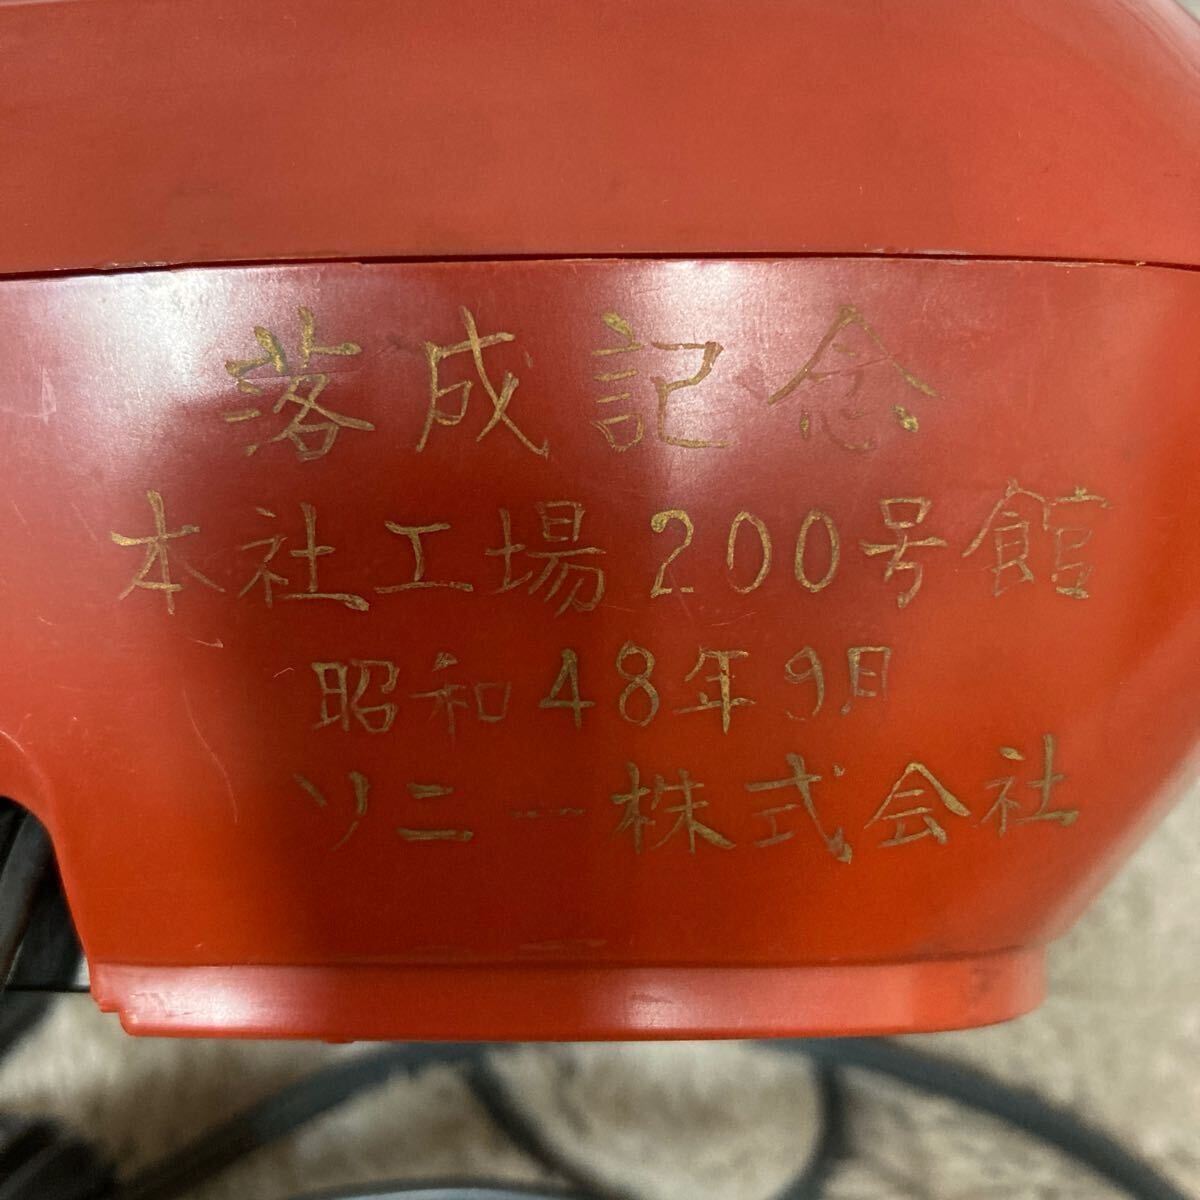 落成記念
本社工場200号館
昭和48年9月
ソニー株式会社